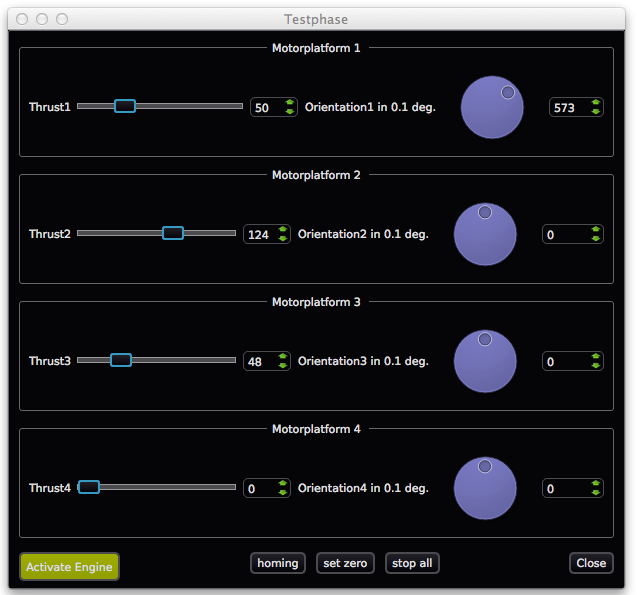 Testphase
Motorplatform 1
Thrust1 50 Orientation1 in 0.1 deg. 573
Motorplatform 2
Thrust2 124 Orientation2 in 0.1 deg. 0
Motorplatform 3
Thrust3 48 Orientation3 in 0.1 deg. 0
Motorplatform 4
Thrust4 0 Orientation4 in 0.1 deg. 0
Activate Engine homing set zero stop all Close